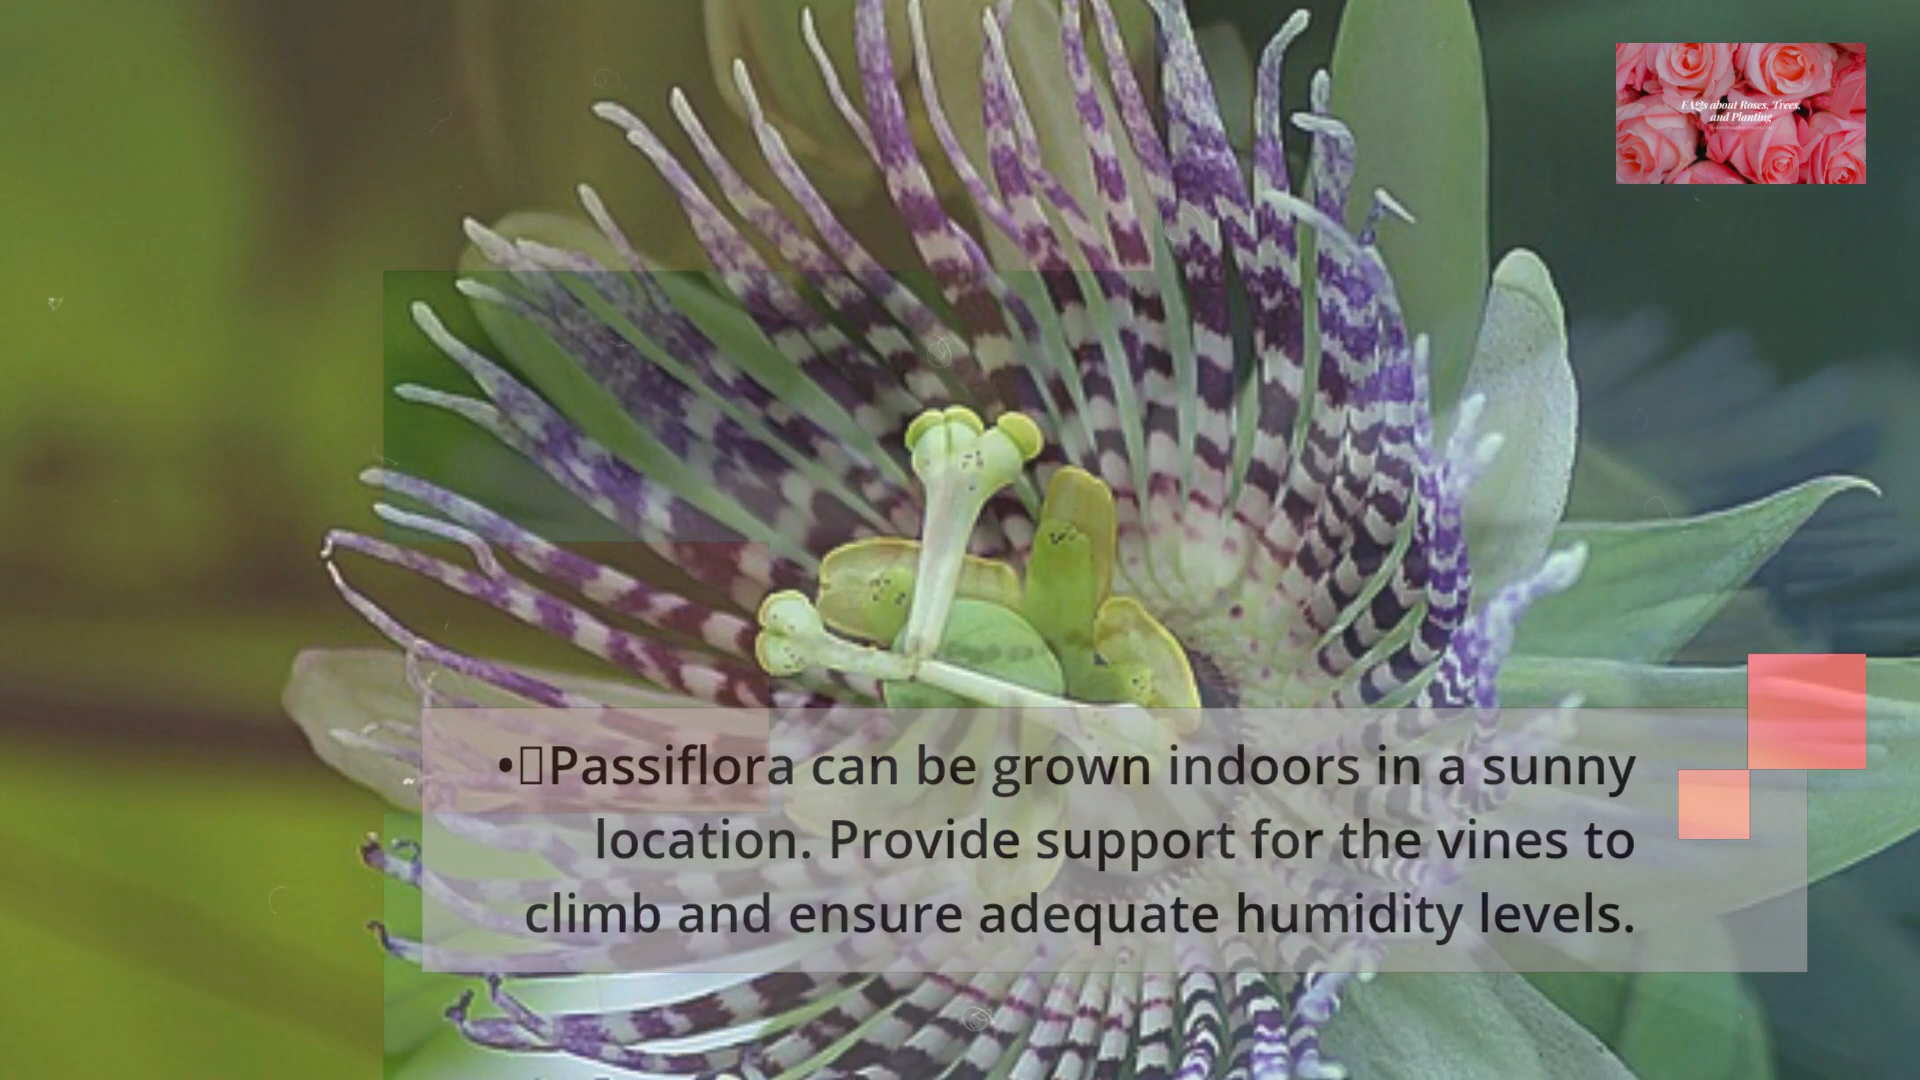 FAQs about Roses, Trees,
and Planting
•▯Passiflora can be grown indoors in a sunny
location. Provide support for the vines to
climb and ensure adequate humidity levels.